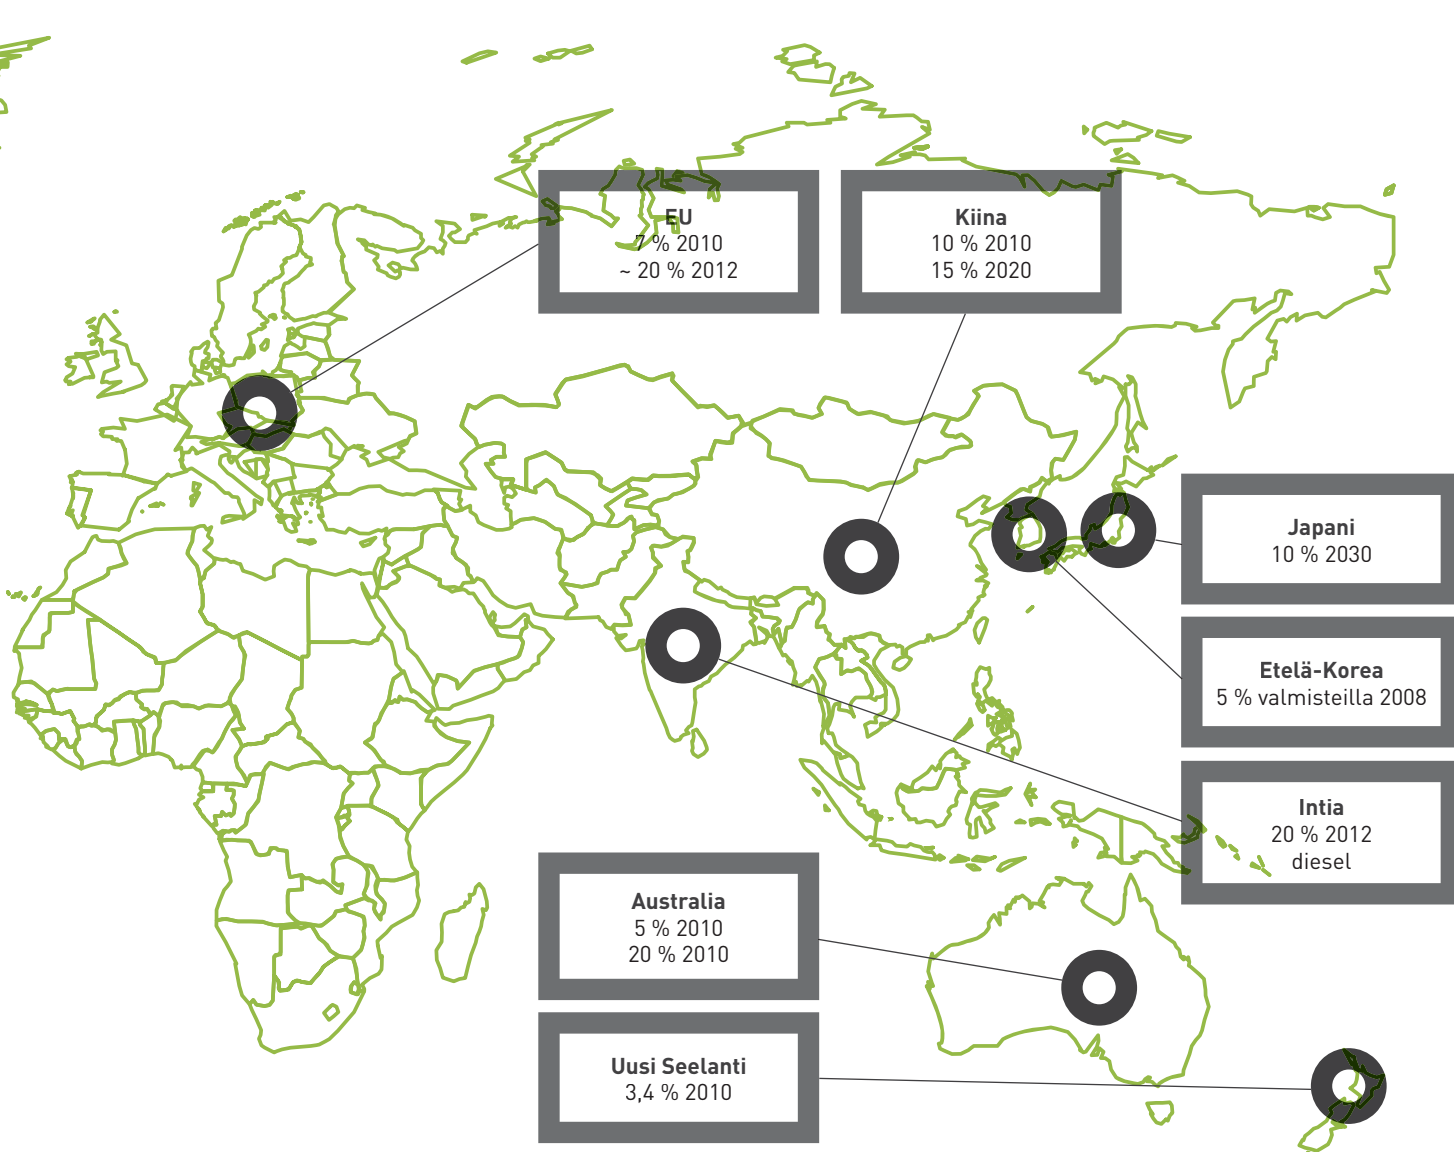 EU
7 % 2010
~ 20 % 2012
Kiina
10 % 2010
15 % 2020
Japani
10 % 2030
Etelä-Korea
5 % valmisteilla 2008
Intia
20 % 2012
diesel
Australia
5 % 2010
20 % 2010
Uusi Seelanti
3,4 % 2010